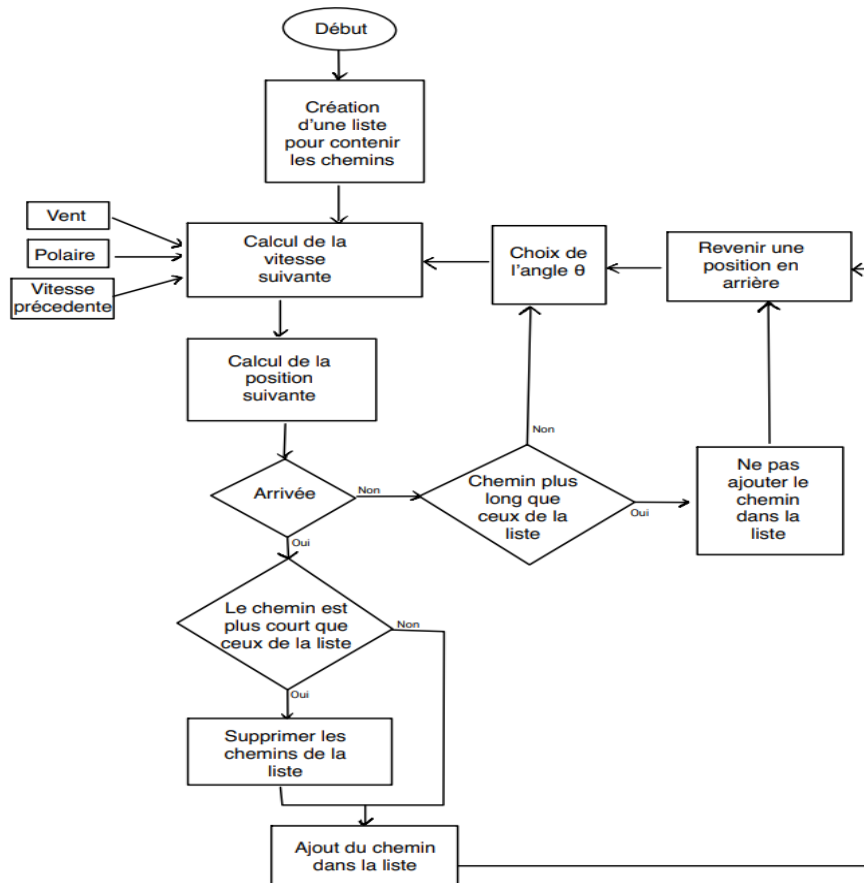 Début
Création
d'une liste
pour contenir
les chemins
Vent
Polaire
Vitesse
précedente
Calcul de la
vitesse
suivante
Choix de
l'angle θ
Revenir une
position en
arrière
Calcul de la
position
suivante
Non
Arrivée
Non
Chemin plus
long que
ceux de la
liste
Oui
Ne pas
ajouter le
chemin
dans la
liste
Oui
Le chemin est
plus court que
ceux de la liste
Non
Oui
Supprimer les
chemins de la
liste
Ajout du chemin
dans la liste